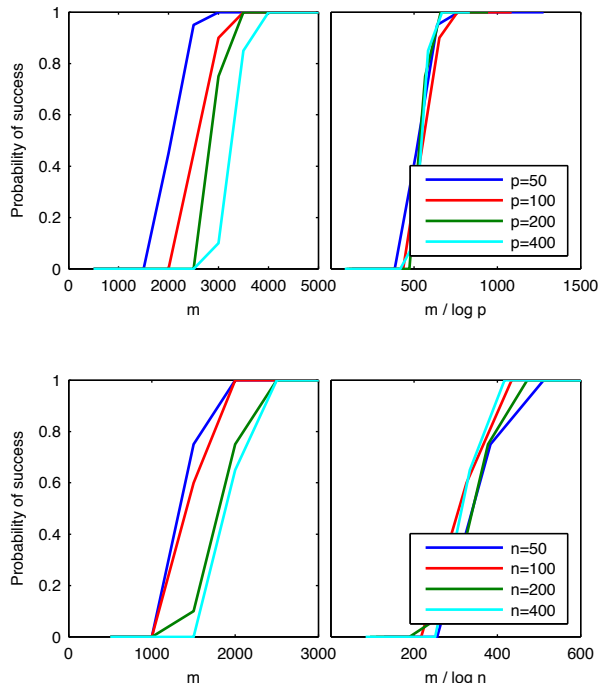 1
0.8
0.6
0.4
0.2
0
Probability of success
0 1000 2000 3000 4000 5000
m
500 1000 1500
m / log p
p=50
p=100
p=200
p=400
1
0.8
0.6
0.4
0.2
0
Probability of success
0 1000 2000 3000
m
200 400 600
m / log n
n=50
n=100
n=200
n=400